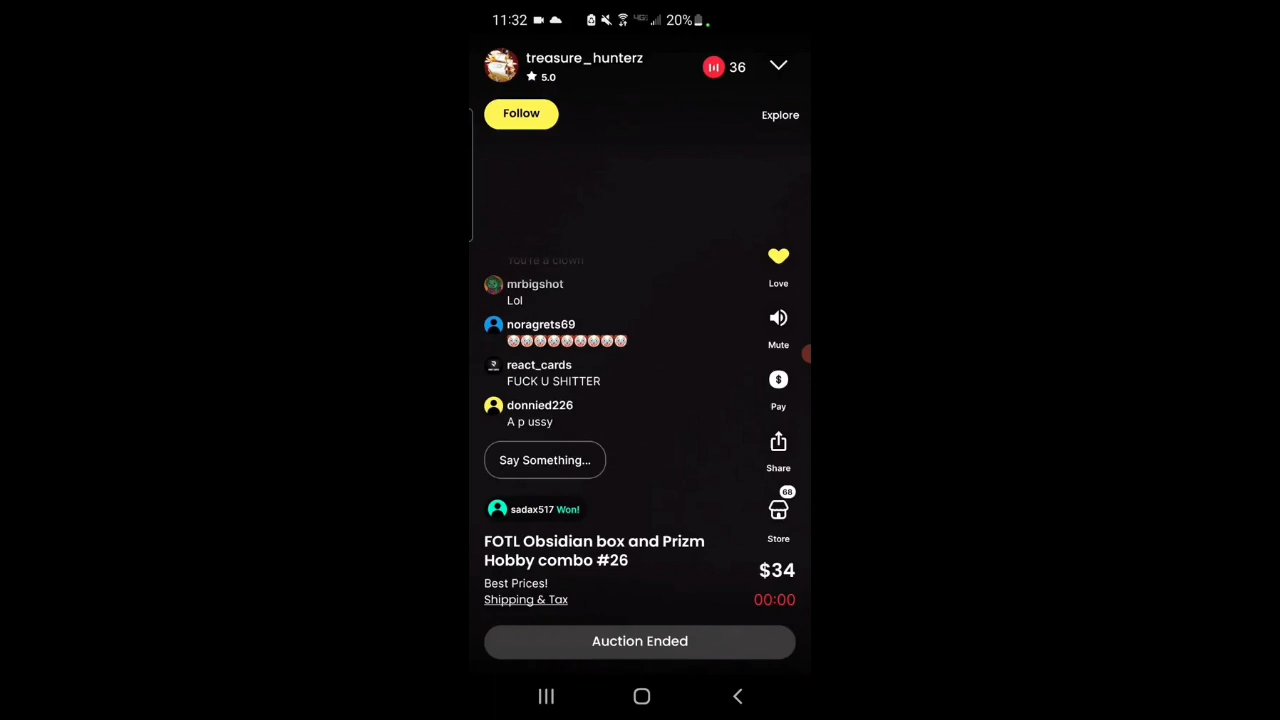 11:32 20%
treasure_hunterz
5.0
36
Follow
Explore
You're a clown
mrbigshot
Lol
Love
noragrets69
🤡🤡🤡🤡🤡🤡🤡🤡🤡
Mute
react_cards
FUCK U SHITTER
donnied226
A p ussy
Pay
Say Something...
Share
68
sadax517 Won!
Store
FOTL Obsidian box and Prizm
Hobby combo #26
$34
Best Prices!
Shipping & Tax
00:00
Auction Ended